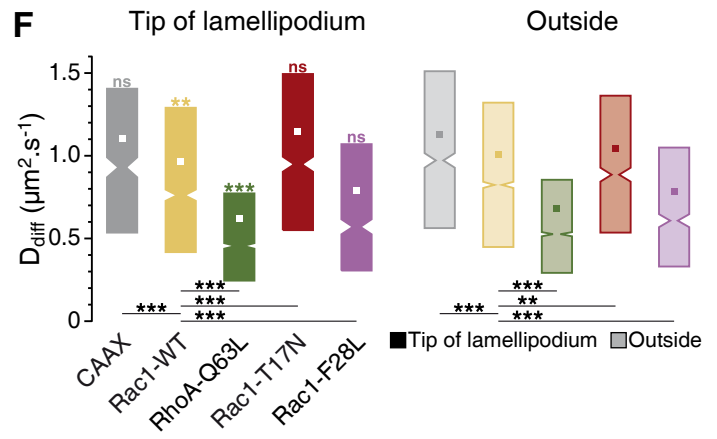 F
Tip of lamellipodium
Outside
D_diff (µm².s⁻¹)
1.5
1.0
0.5
0
ns
**
***
ns
ns
***
***
***
***
***
**
***
***
CAAX
Rac1-WT
RhoA-Q63L
Rac1-T17N
Rac1-F28L
Tip of lamellipodium
Outside